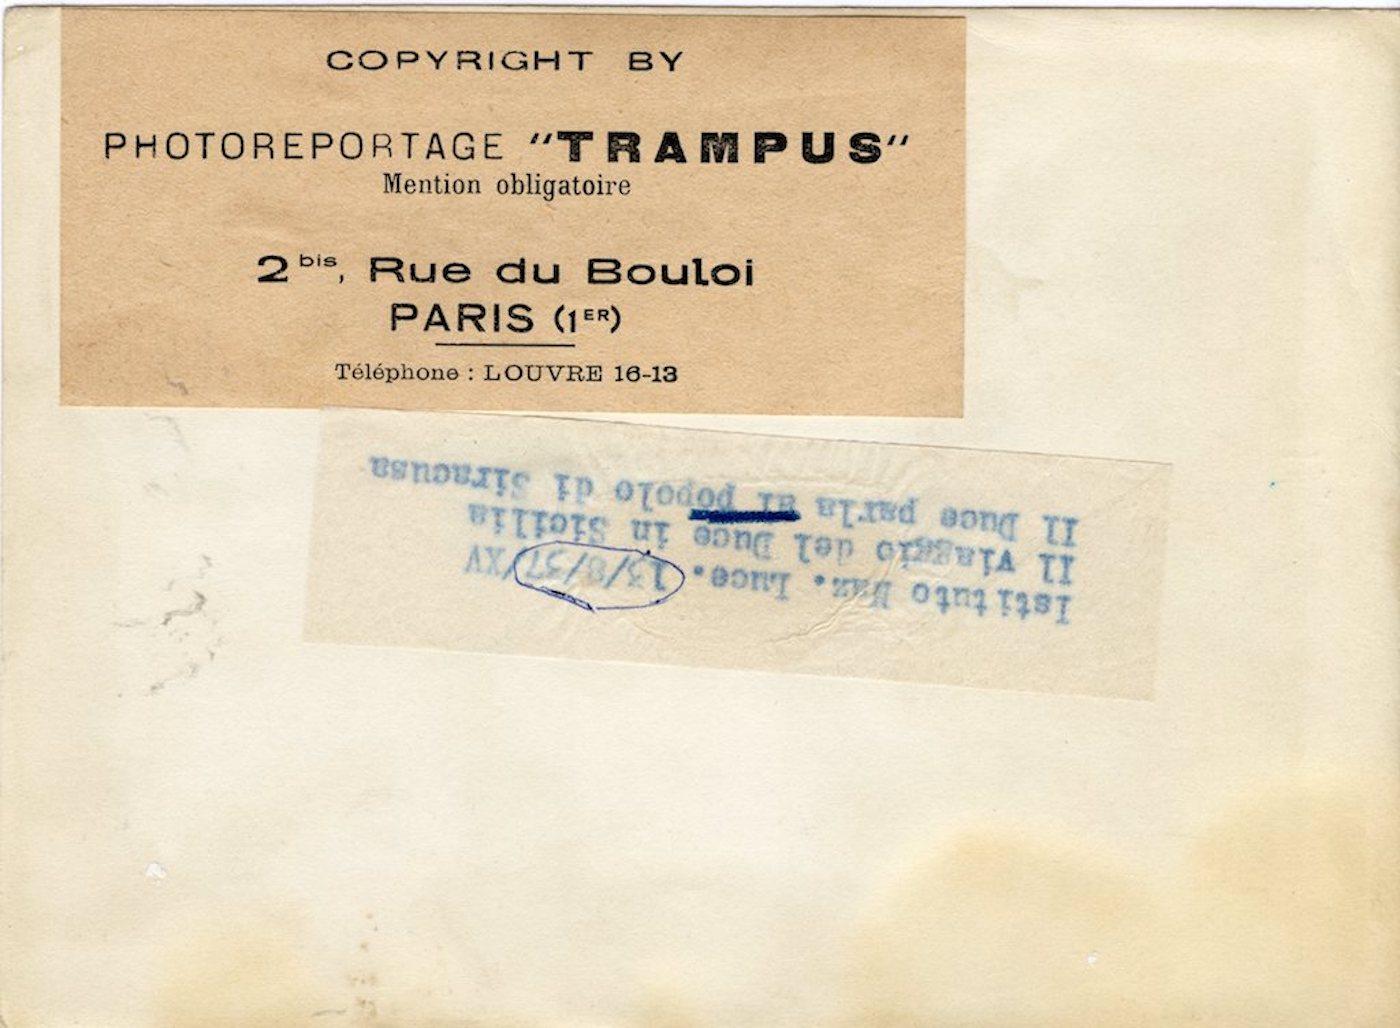 COPYRIGHT BY
PHOTOREPORTAGE "TRAMPUS"
Mention obligatoire
2 bis, Rue du Bouloi
PARIS (1ER)
Téléphone : LOUVRE 16-13
Istituto Naz. Luce. 13/8/37/XV
Il viaggio del Duce in Sicilia
Il Duce parla al popolo di Siracusa